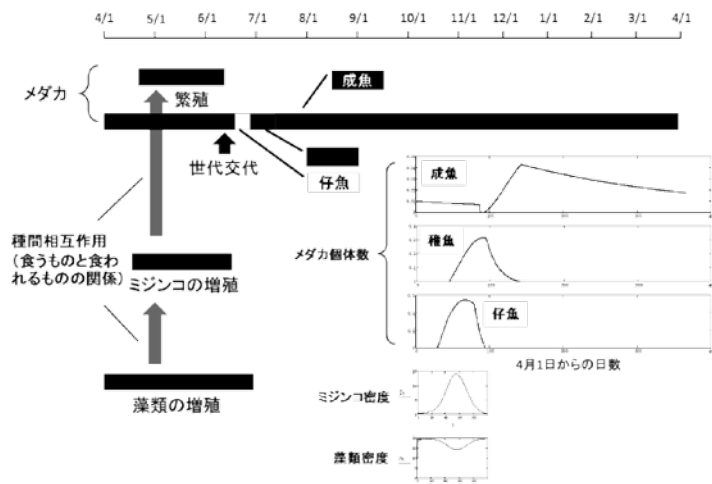 4/1 5/1 6/1 7/1 8/1 9/1 10/1 11/1 12/1 1/1 2/1 3/1 4/1
メダカ
繁殖
成魚
世代交代
仔魚
種間相互作用
（食うものと食わ
れるものの関係）
ミジンコの増殖
藻類の増殖
メダカ個体数
成魚
稚魚
仔魚
4月1日からの日数
ミジンコ密度
藻類密度